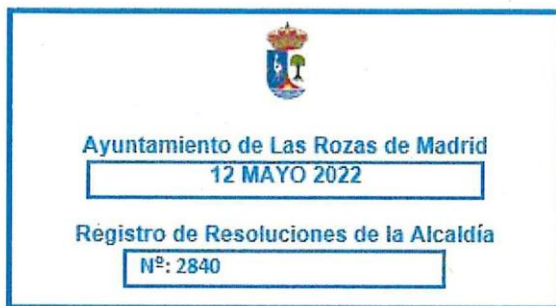 Ayuntamiento de Las Rozas de Madrid
12 MAYO 2022
Registro de Resoluciones de la Alcaldía
Nº: 2840